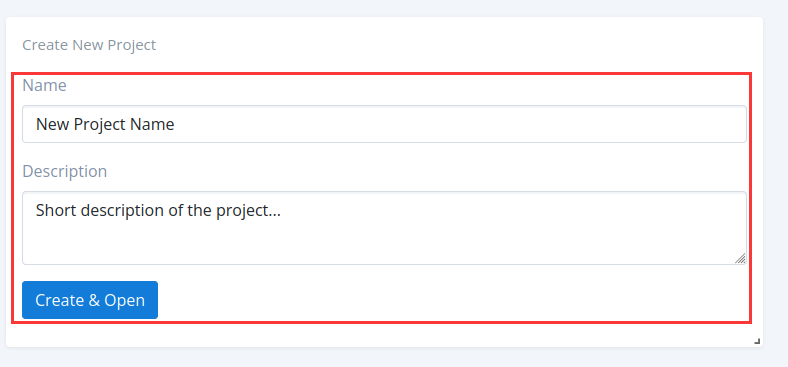 Create New Project
Name
New Project Name
Description
Short description of the project...
Create & Open